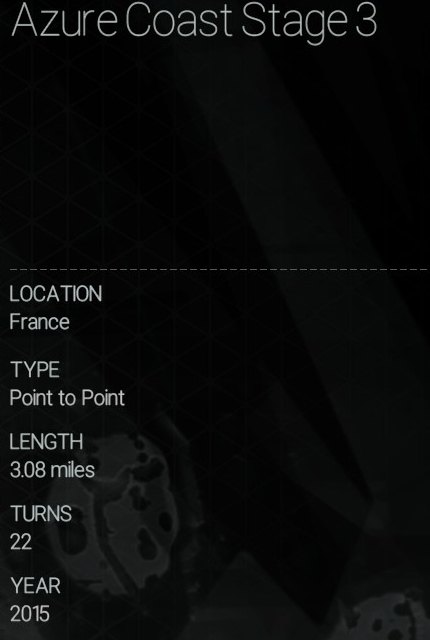 Azure Coast Stage 3
LOCATION
France
TYPE
Point to Point
LENGTH
3.08 miles
TURNS
22
YEAR
2015